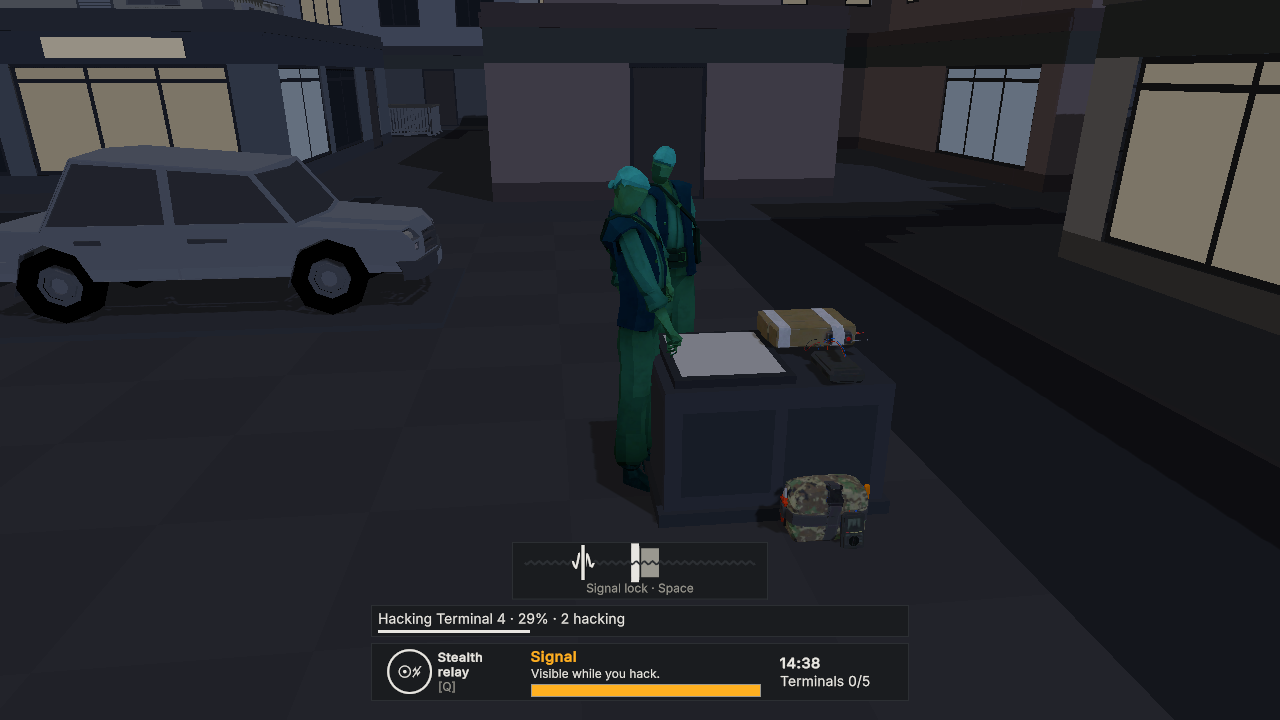 Signal lock · Space
Hacking Terminal 4 · 29% · 2 hacking
Stealth
relay
[Q]
Signal
Visible while you hack.
14:38
Terminals 0/5